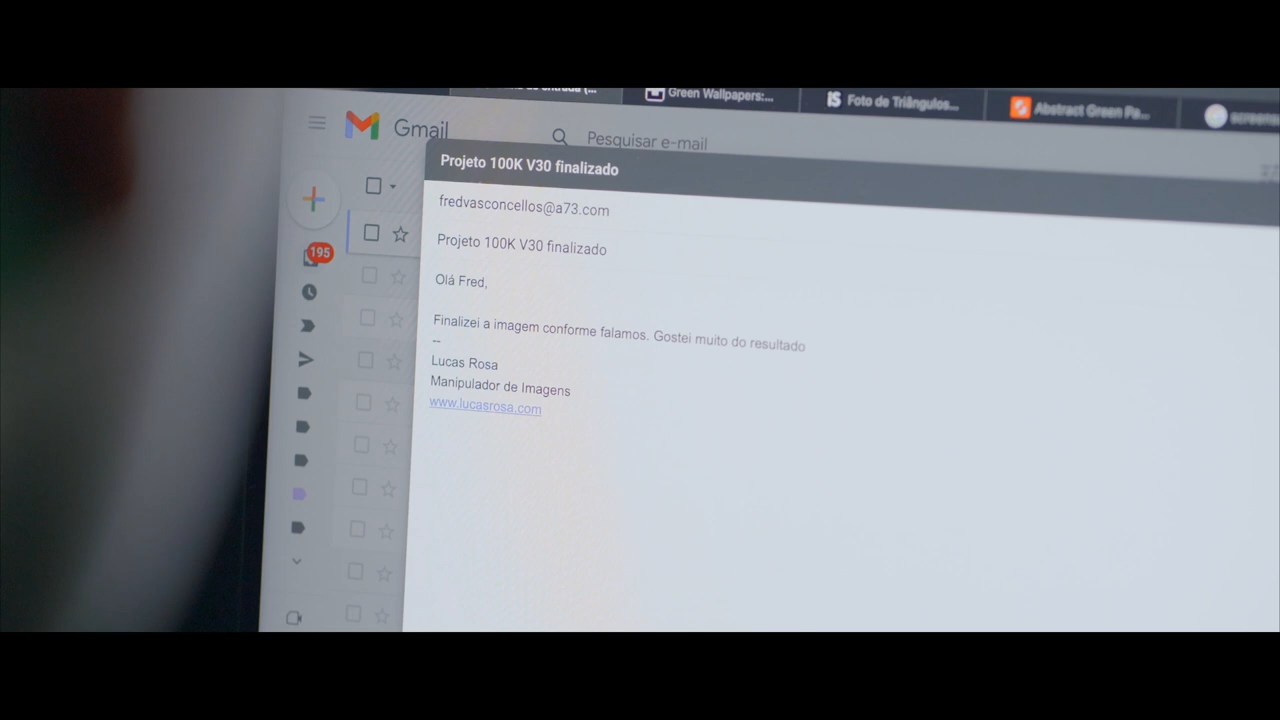 Green Wallpapers:...
Foto de Triângulos...
Abstract Green Pa...
Gmail
Pesquisar e-mail
Projeto 100K V30 finalizado
fredvasconcellos@a73.com
Projeto 100K V30 finalizado
195
Olá Fred,
Finalizei a imagem conforme falamos. Gostei muito do resultado
--
Lucas Rosa
Manipulador de Imagens
www.lucasrosa.com